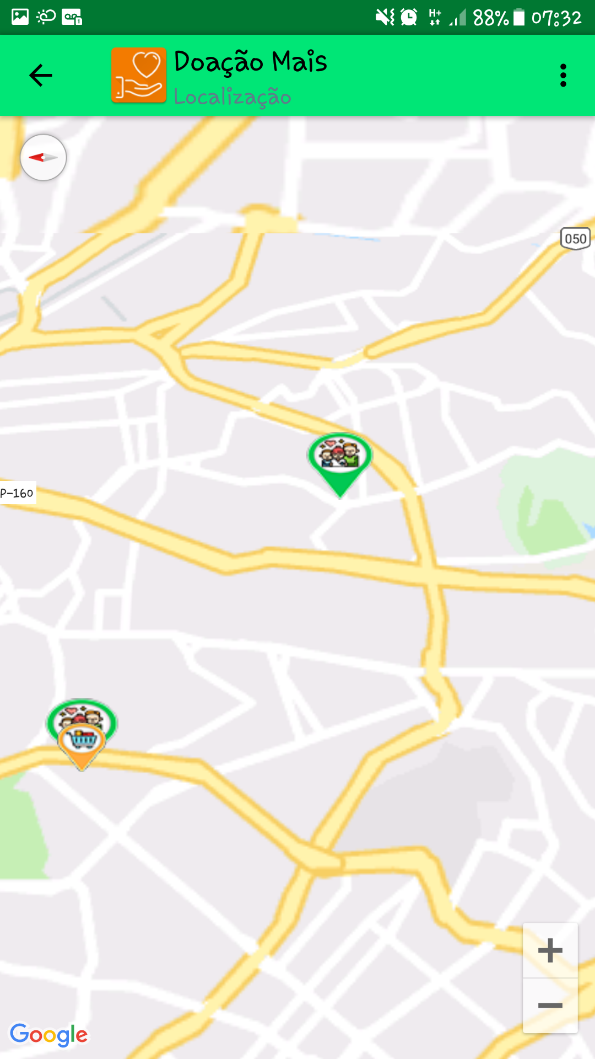 88% 07:32
Doação Mais
Localização
050
P-160
Google